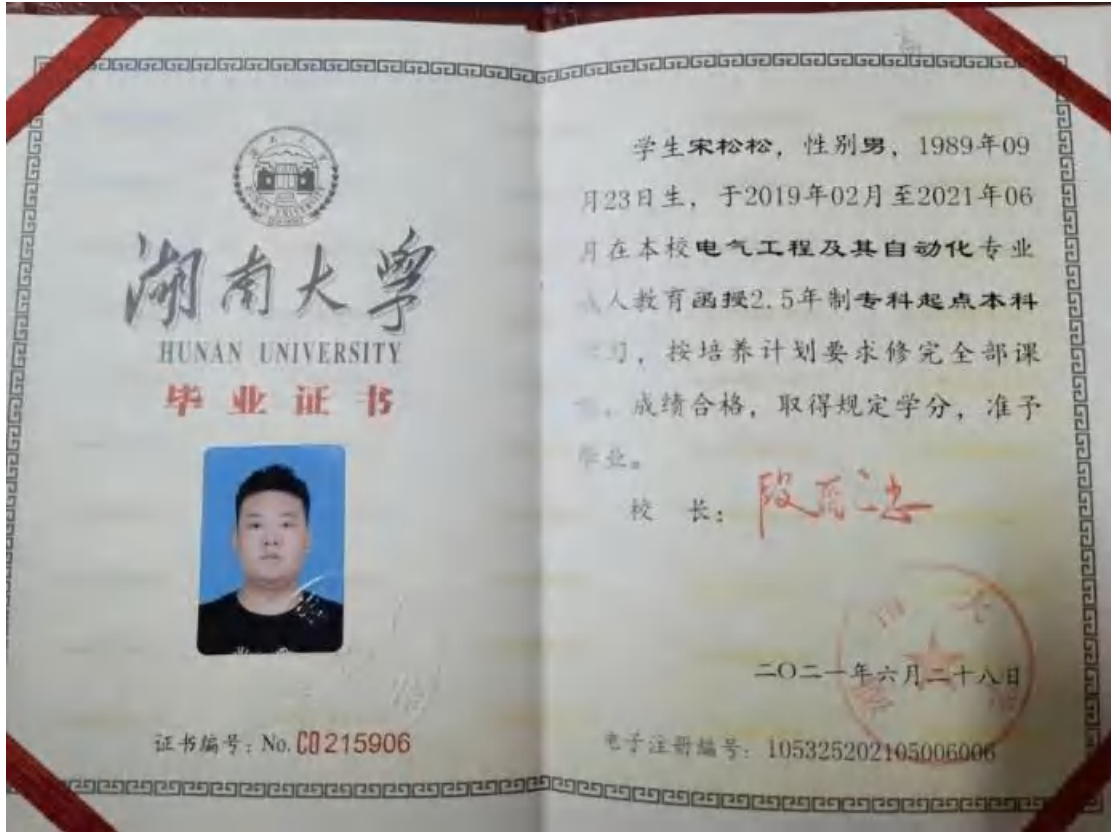 湖南大学
HUNAN UNIVERSITY
毕业证书
证书编号:No.CO215906
学生宋松松,性别男,1989年09
月23日生,于2019年02月至2021年06
月在本校电气工程及其自动化专业
人教育函授2.5年制专科起点本科
习,按培养计划要求修完全部课
,成绩合格,取得规定学分,准予
毕业。
校 长:
二〇二一年六月二十八日
电子注册编号:105325202105006006